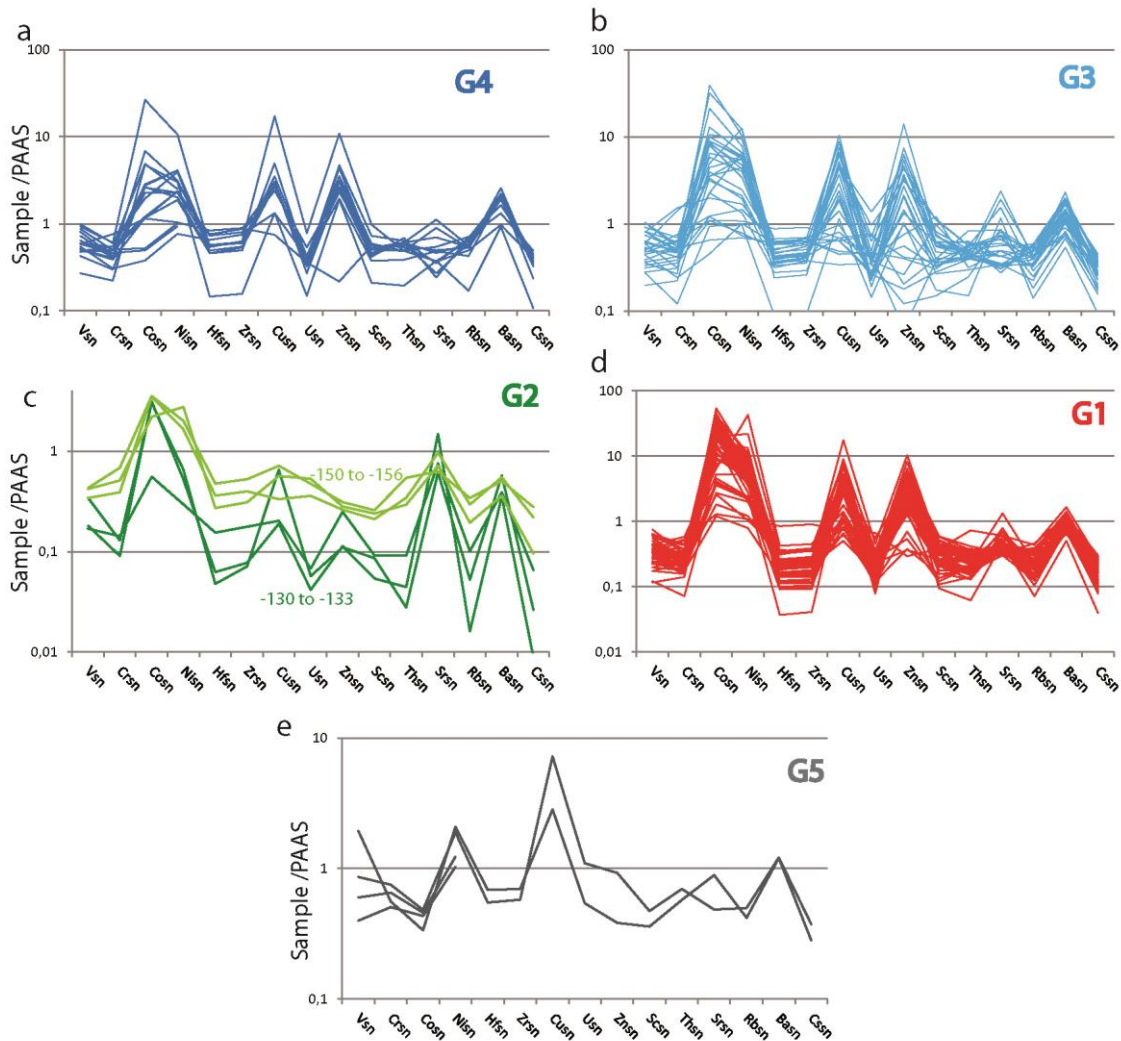 a
G4
Sample /PAAS
100
10
1
0,1
Vsn Crsn Cosn Nisn Hfsn Zrsn Cusn Usn Znsn Scsn Thsn Srsn Rbsn Basn Cssn
b
G3
100
10
1
0,1
Vsn Crsn Cosn Nisn Hfsn Zrsn Cusn Usn Znsn Scsn Thsn Srsn Rbsn Basn Cssn
c
G2
Sample /PAAS
1
0,1
0,01
-150 to -156
-130 to -133
Vsn Crsn Cosn Nisn Hfsn Zrsn Cusn Usn Znsn Scsn Thsn Srsn Rbsn Basn Cssn
d
G1
100
10
1
0,1
0,01
Vsn Crsn Cosn Nisn Hfsn Zrsn Cusn Usn Znsn Scsn Thsn Srsn Rbsn Basn Cssn
e
G5
Sample /PAAS
10
1
0,1
Vsn Crsn Cosn Nisn Hfsn Zrsn Cusn Usn Znsn Scsn Thsn Srsn Rbsn Basn Cssn